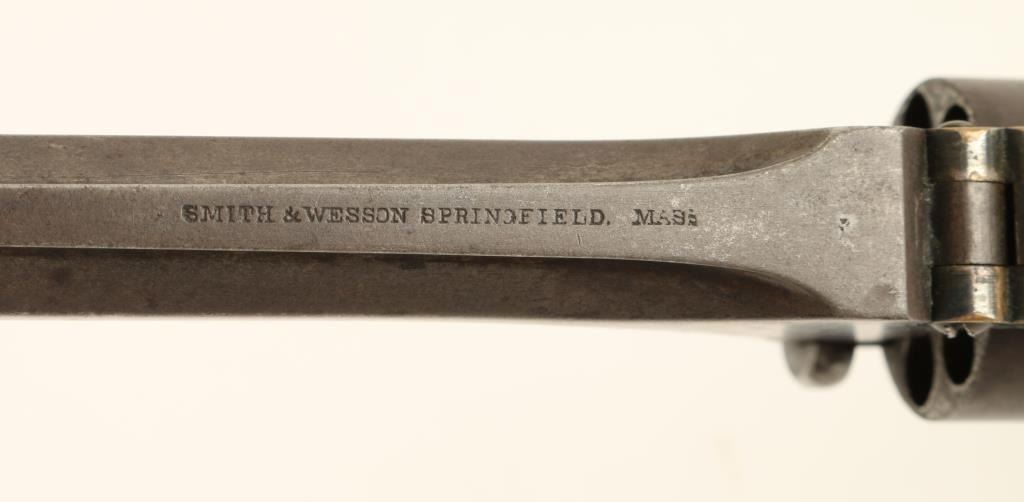 SMITH & WESSON SPRINGFIELD, MASS